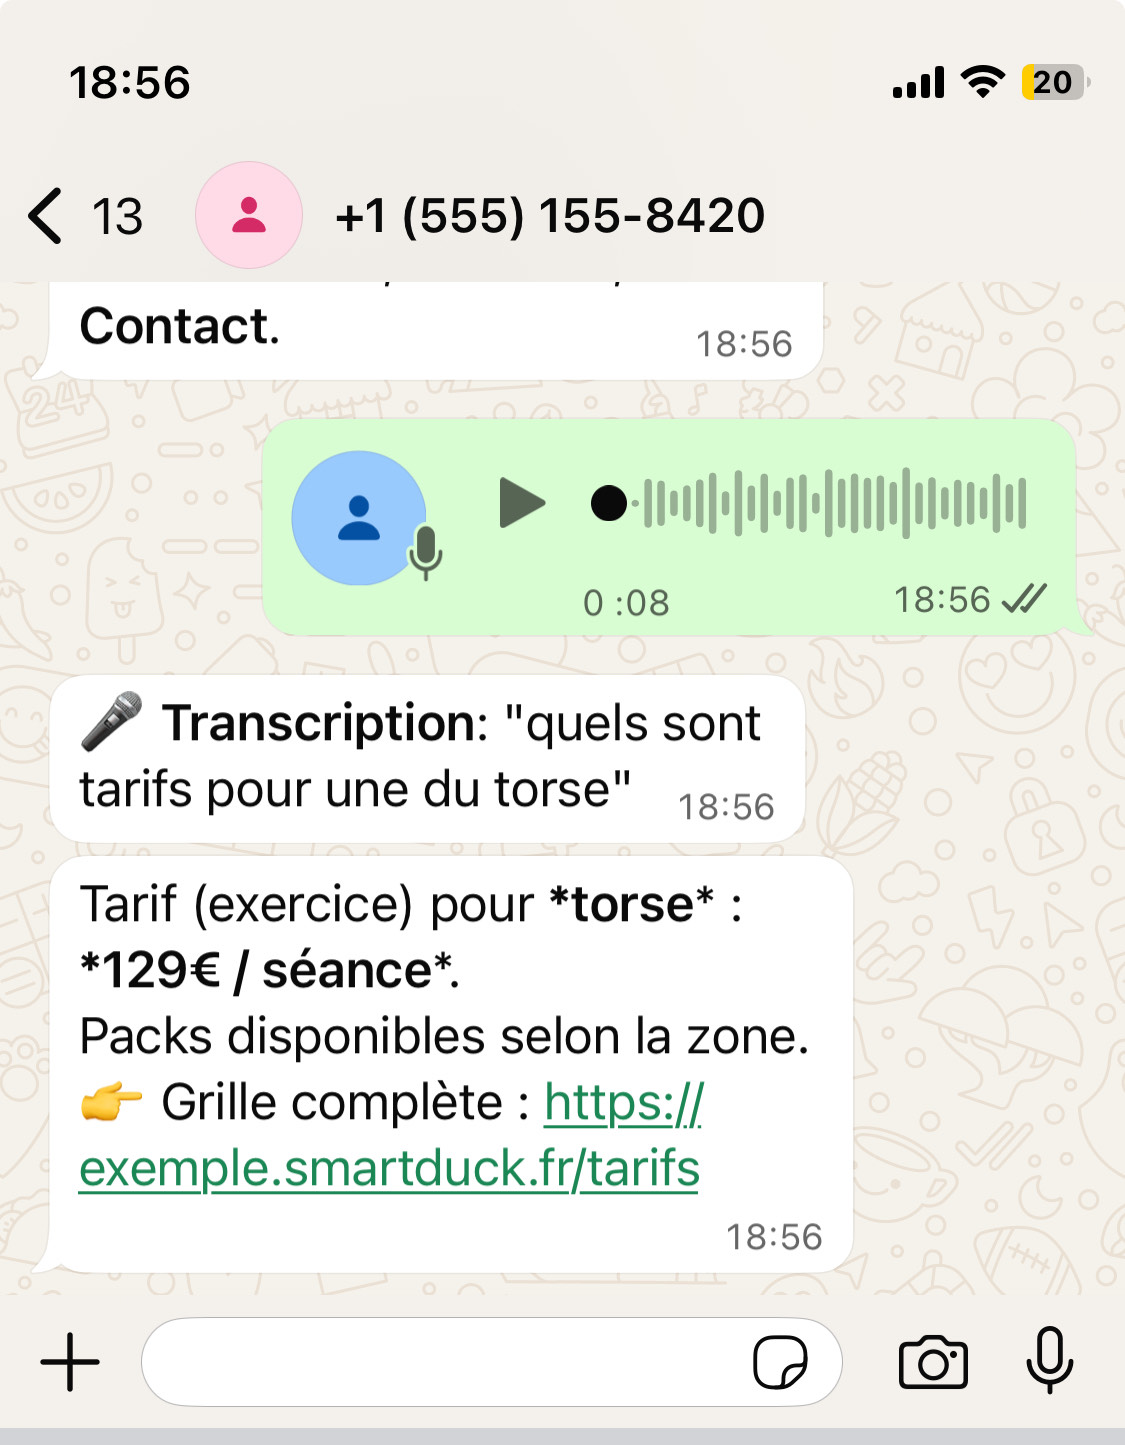 18:56
20
13
+1 (555) 155-8420
Contact.
18:56
0 :08
18:56
🎤 Transcription: "quels sont
tarifs pour une du torse"
18:56
Tarif (exercice) pour *torse* :
*129€ / séance*.
Packs disponibles selon la zone.
👉 Grille complète : https://
exemple.smartduck.fr/tarifs
18:56